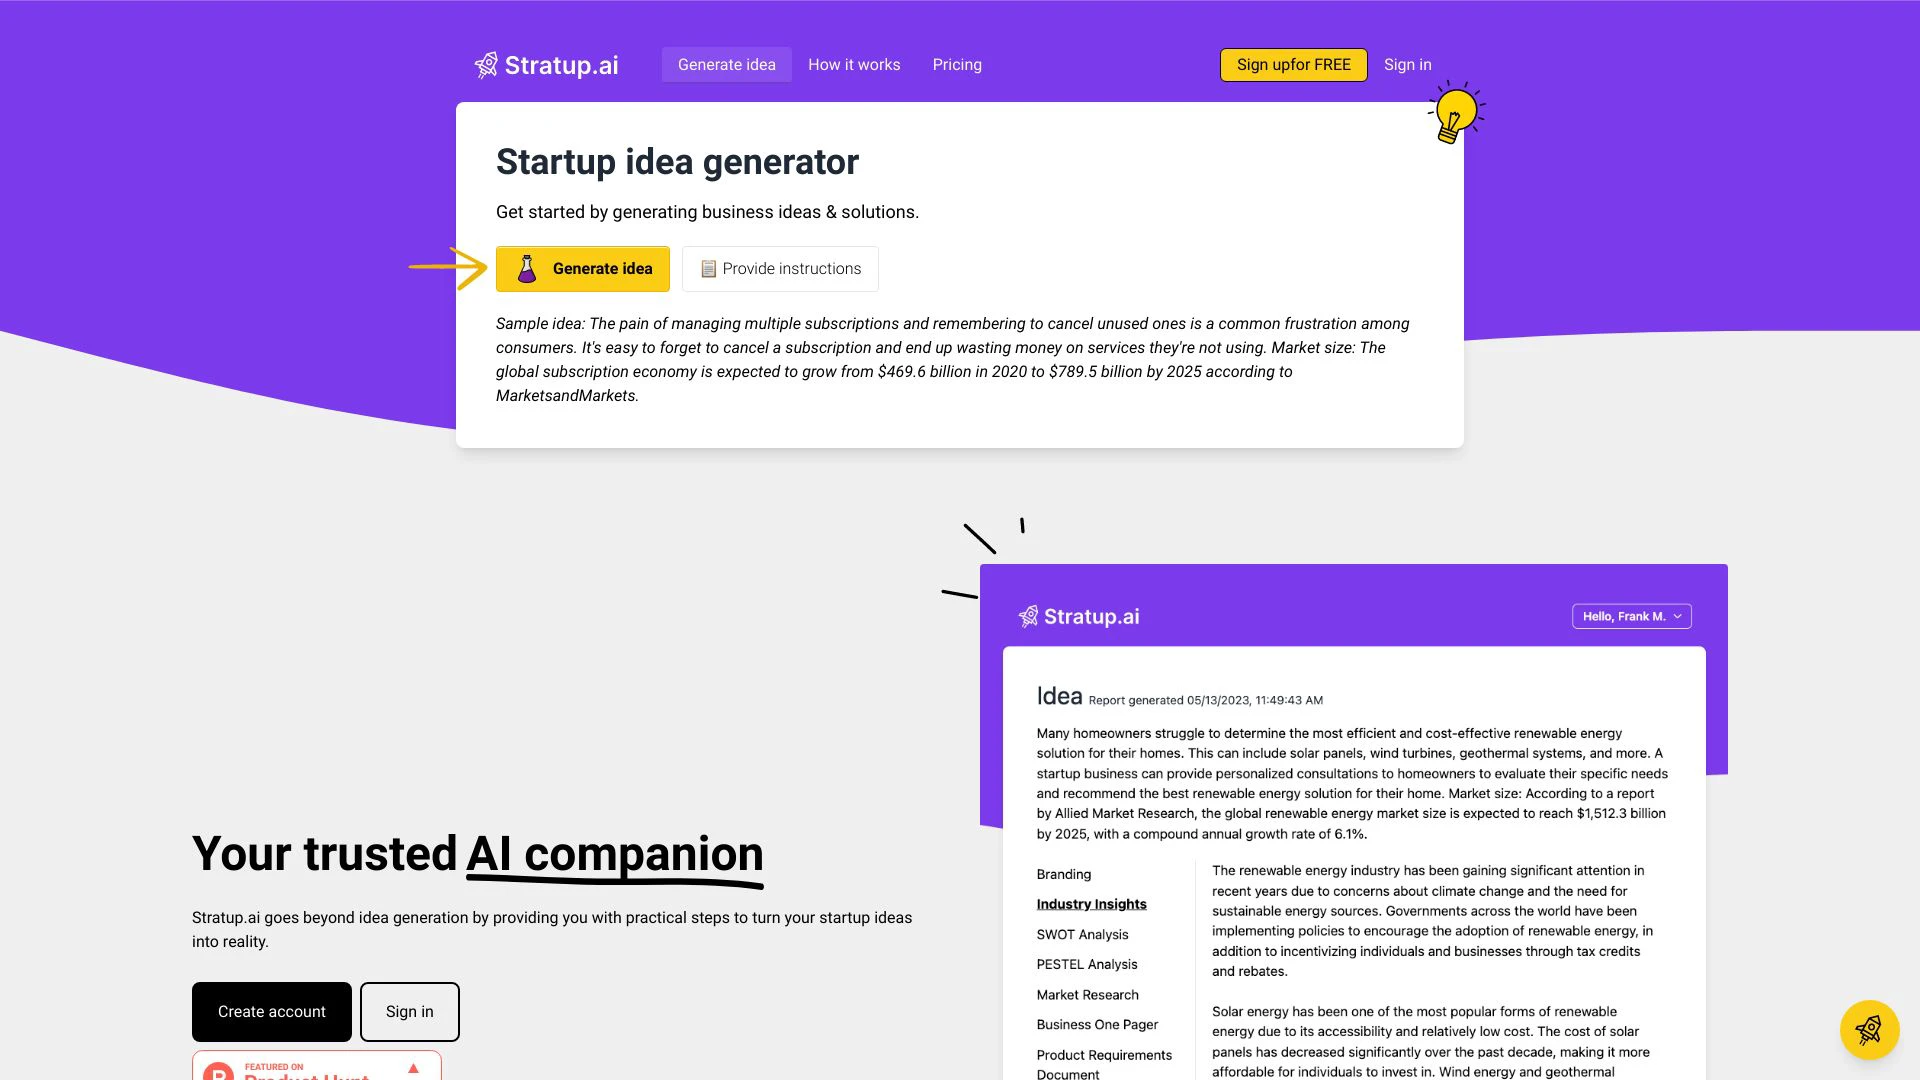 Stratup.ai
Generate idea
How it works
Pricing
Sign upfor FREE
Sign in
Startup idea generator
Get started by generating business ideas & solutions.
Generate idea
Provide instructions
Sample idea: The pain of managing multiple subscriptions and remembering to cancel unused ones is a common frustration among
consumers. It's easy to forget to cancel a subscription and end up wasting money on services they're not using. Market size: The
global subscription economy is expected to grow from $469.6 billion in 2020 to $789.5 billion by 2025 according to
MarketsandMarkets.
Your trusted AI companion
Stratup.ai goes beyond idea generation by providing you with practical steps to turn your startup ideas
into reality.
Create account
Sign in
FEATURED ON
Product Hunt
Stratup.ai
Hello, Frank M.
Idea Report generated 05/13/2023, 11:49:43 AM
Many homeowners struggle to determine the most efficient and cost-effective renewable energy
solution for their homes. This can include solar panels, wind turbines, geothermal systems, and more. A
startup business can provide personalized consultations to homeowners to evaluate their specific needs
and recommend the best renewable energy solution for their home. Market size: According to a report
by Allied Market Research, the global renewable energy market size is expected to reach $1,512.3 billion
by 2025, with a compound annual growth rate of 6.1%.
Branding
Industry Insights
SWOT Analysis
PESTEL Analysis
Market Research
Business One Pager
Product Requirements
Document
The renewable energy industry has been gaining significant attention in
recent years due to concerns about climate change and the need for
sustainable energy sources. Governments across the world have been
implementing policies to encourage the adoption of renewable energy, in
addition to incentivizing individuals and businesses through tax credits
and rebates.
Solar energy has been one of the most popular forms of renewable
energy due to its accessibility and relatively low cost. The cost of solar
panels has decreased significantly over the past decade, making it more
affordable for individuals to invest in. Wind energy and geothermal